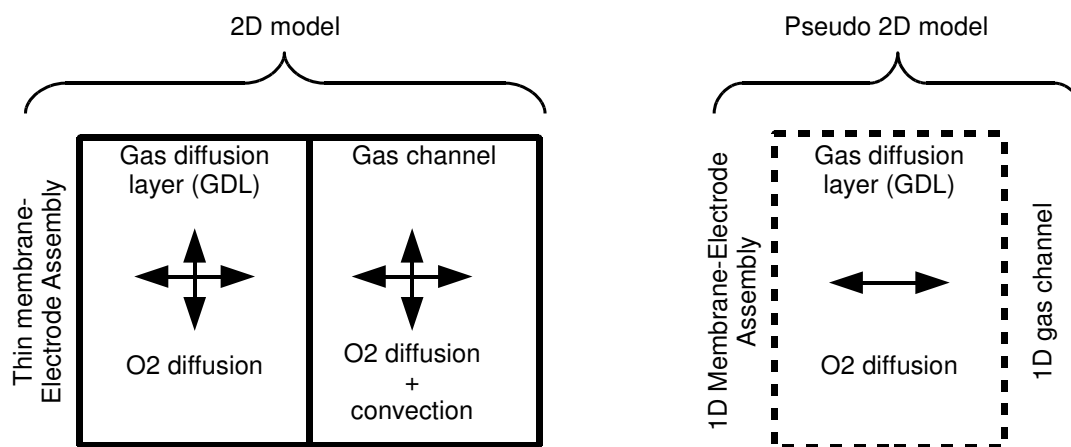 2D model
Thin membrane-
Electrode Assembly
Gas diffusion
layer (GDL)
O2 diffusion
Gas channel
O2 diffusion
+
convection
Pseudo 2D model
1D Membrane-Electrode
Assembly
Gas diffusion
layer (GDL)
O2 diffusion
1D gas channel